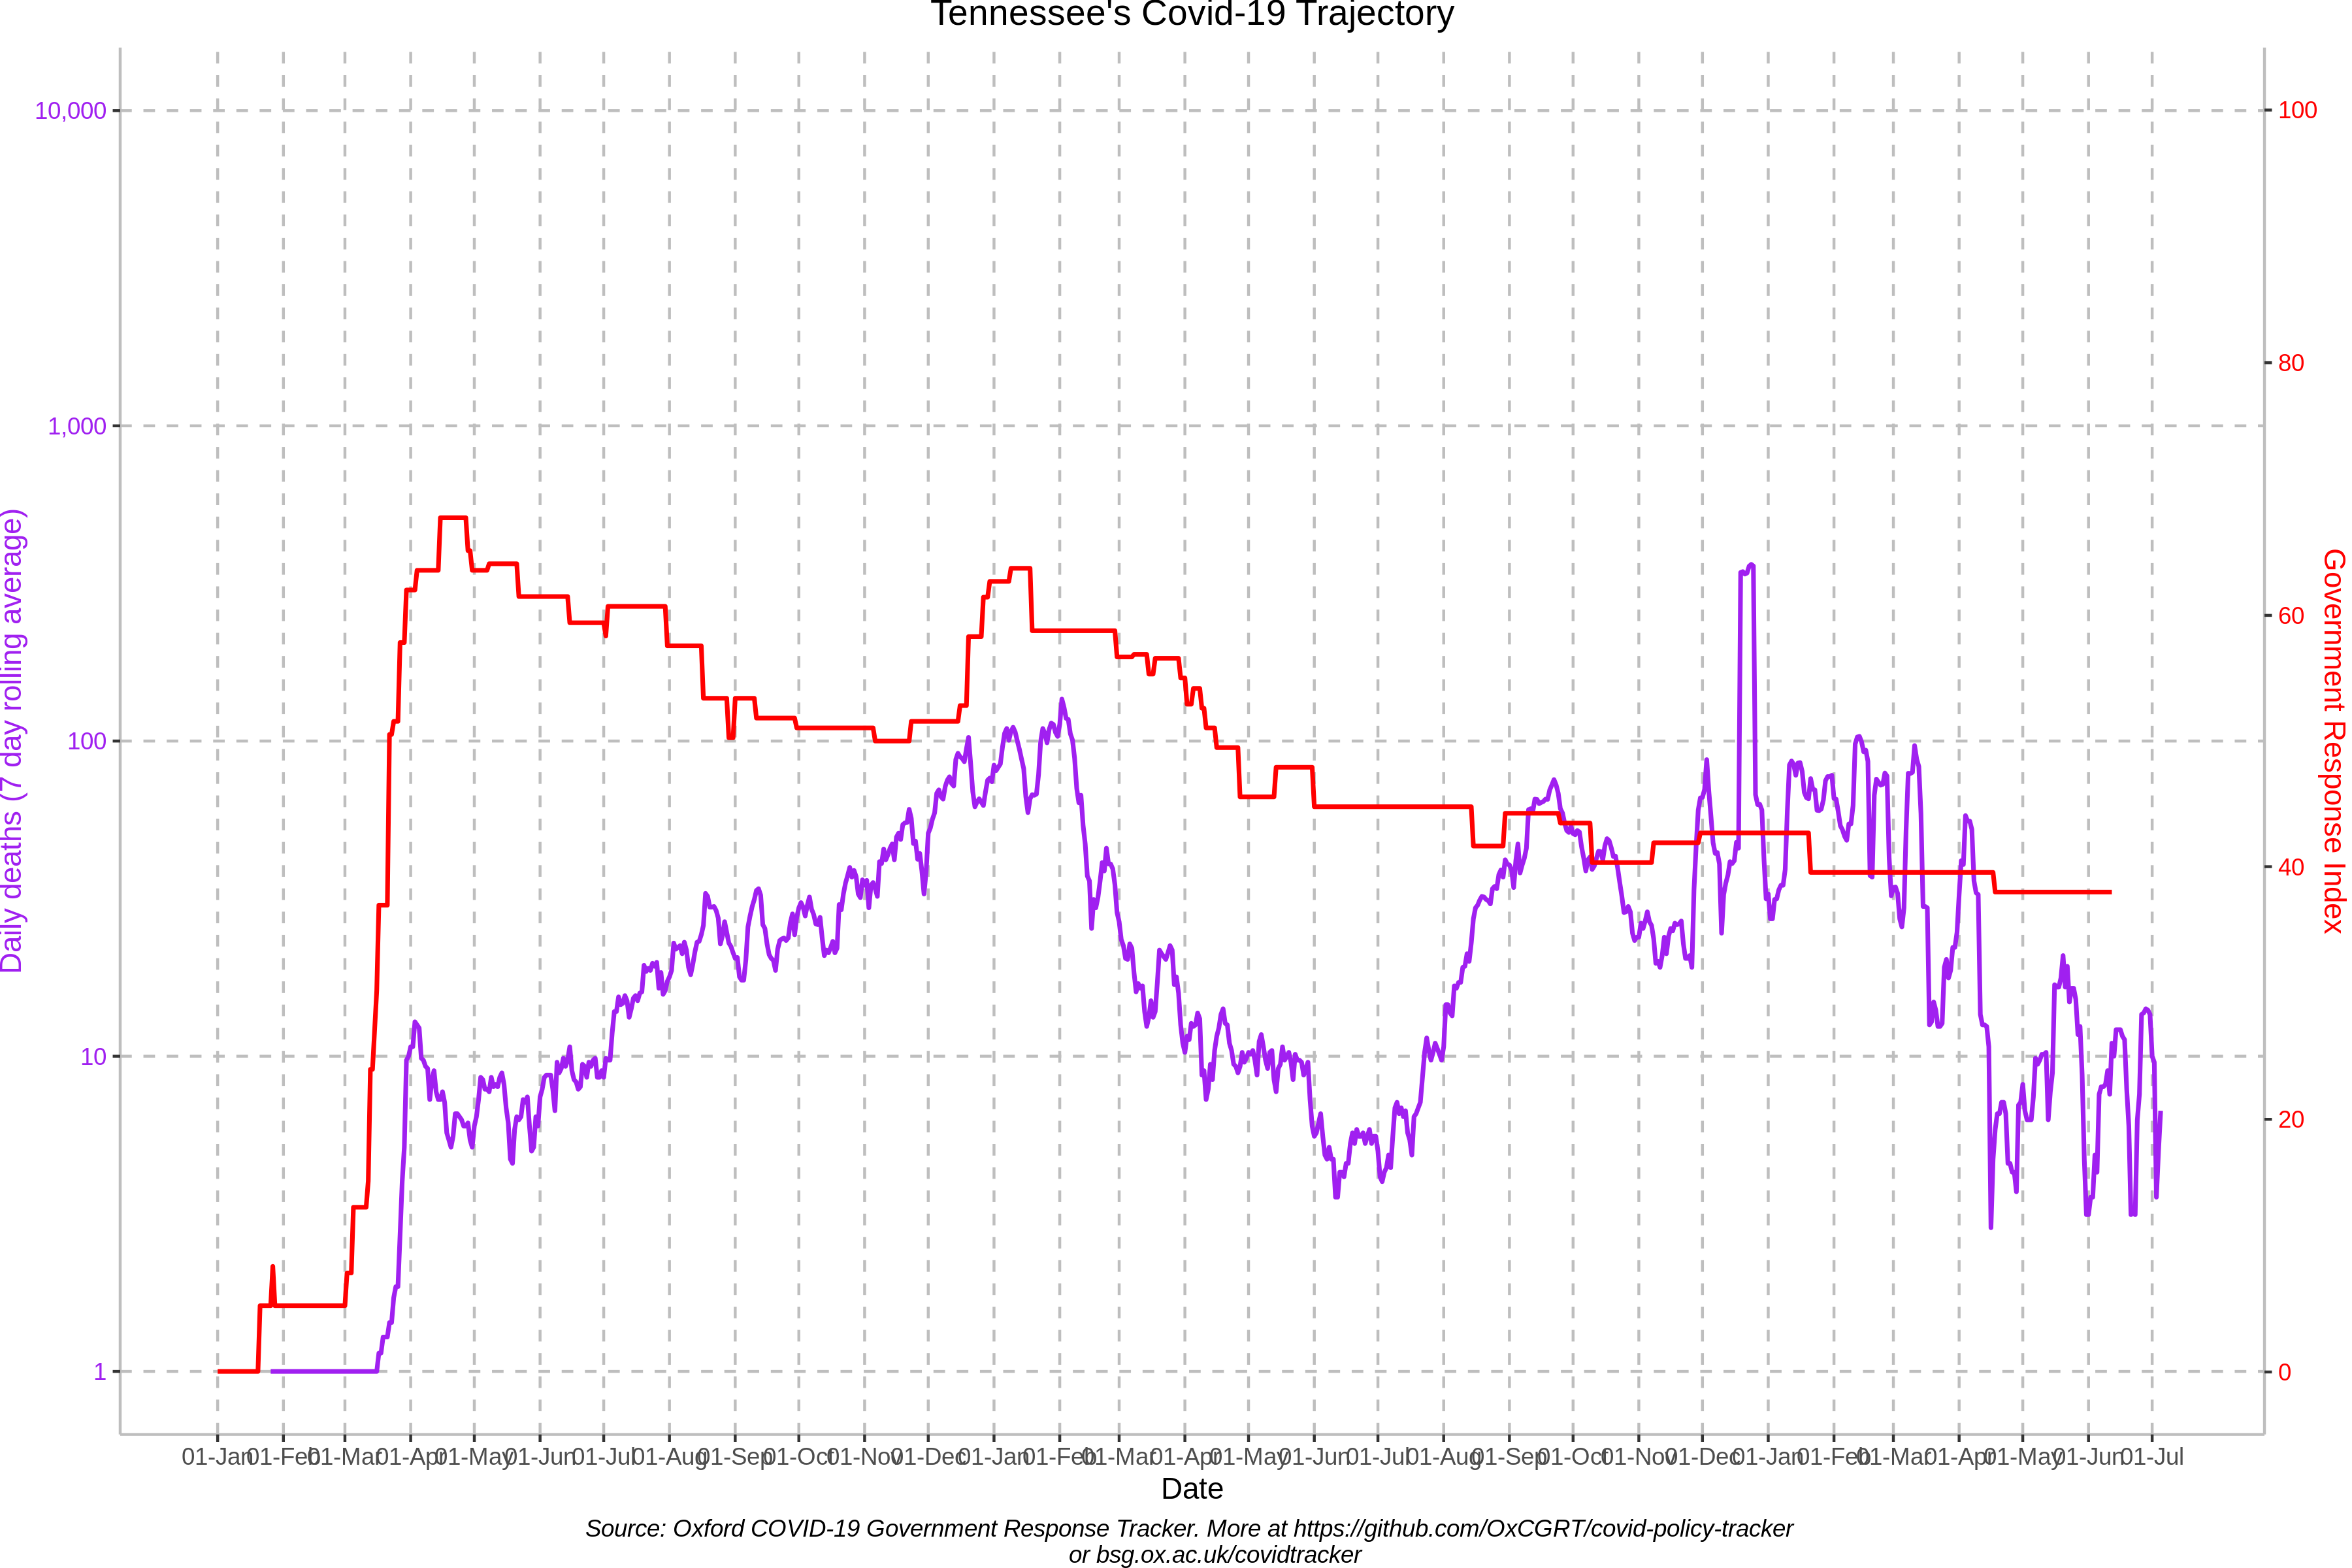 Tennessee's Covid-19 Trajectory
10,000
1,000
100
10
1
Daily deaths (7 day rolling average)
100
80
60
40
20
0
Government Response Index
01-Jan 01-Feb 01-Mar 01-Apr 01-May 01-Jun 01-Jul 01-Aug 01-Sep 01-Oct 01-Nov 01-Dec 01-Jan 01-Feb 01-Mar 01-Apr 01-May 01-Jun 01-Jul 01-Aug 01-Sep 01-Oct 01-Nov 01-Dec 01-Jan 01-Feb 01-Mar 01-Apr 01-May 01-Jun 01-Jul
Date
Source: Oxford COVID-19 Government Response Tracker. More at https://github.com/OxCGRT/covid-policy-tracker
or bsg.ox.ac.uk/covidtracker